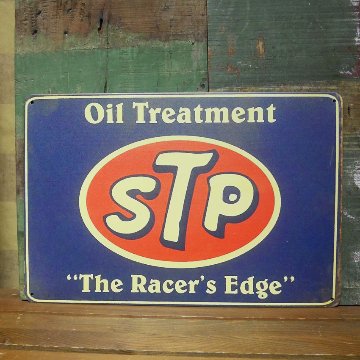 Oil Treatment
STP
"The Racer's Edge"